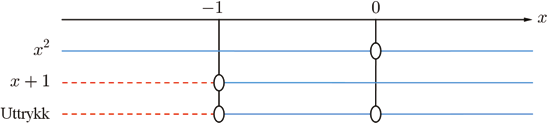 −1 0 x
x²
x + 1
Uttrykk